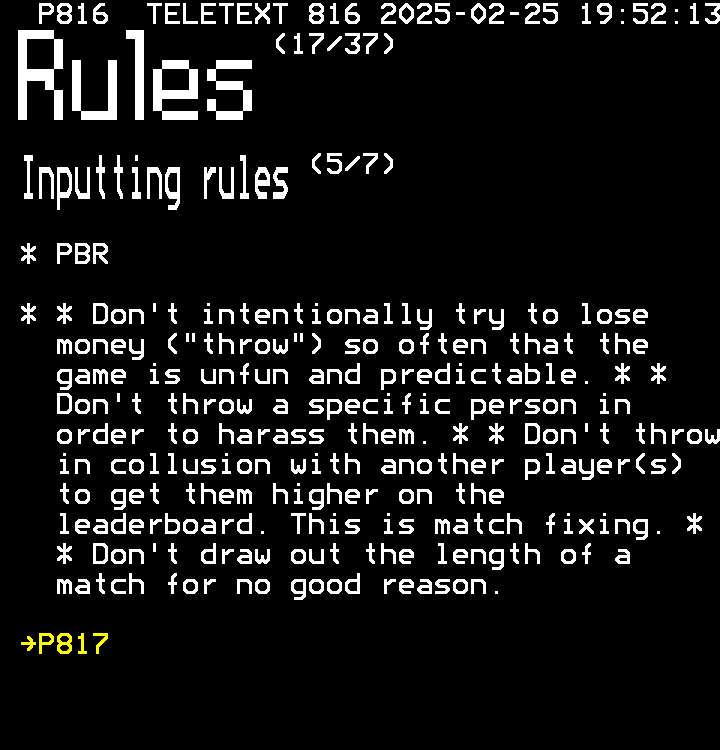 P816 TELETEXT 816 2025-02-25 19:52:13
Rules (17/37)
Inputting rules (5/7)
* PBR
* * Don't intentionally try to lose
money ("throw") so often that the
game is unfun and predictable. * *
Don't throw a specific person in
order to harass them. * * Don't throw
in collusion with another player(s)
to get them higher on the
leaderboard. This is match fixing. *
* Don't draw out the length of a
match for no good reason.
→P817